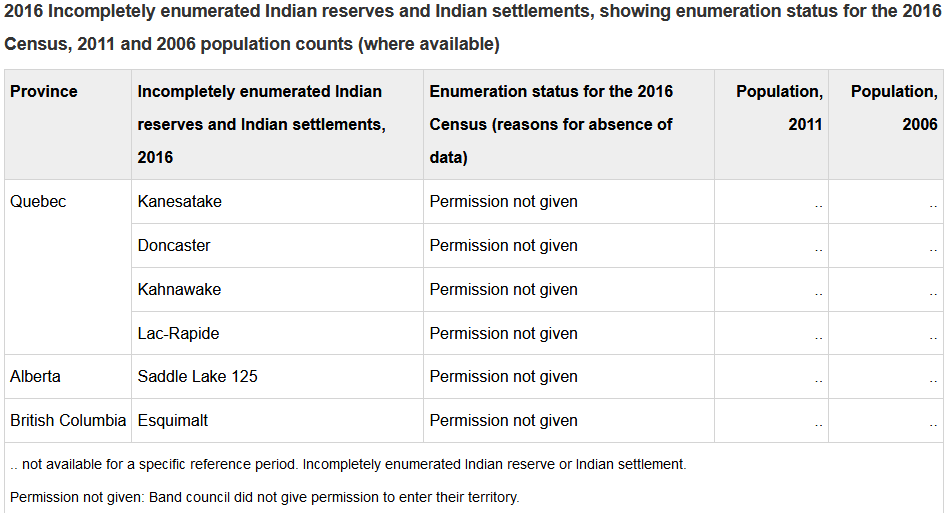 2016 Incompletely enumerated Indian reserves and Indian settlements, showing enumeration status for the 2016
Census, 2011 and 2006 population counts (where available)
Province Incompletely enumerated Indian reserves and Indian settlements, 2016 Enumeration status for the 2016 Census (reasons for absence of data) Population, 2011 Population, 2006
Quebec Kanesatake Permission not given .. ..
Doncaster Permission not given .. ..
Kahnawake Permission not given .. ..
Lac-Rapide Permission not given .. ..
Alberta Saddle Lake 125 Permission not given .. ..
British Columbia Esquimalt Permission not given .. ..
.. not available for a specific reference period. Incompletely enumerated Indian reserve or Indian settlement.
Permission not given: Band council did not give permission to enter their territory.